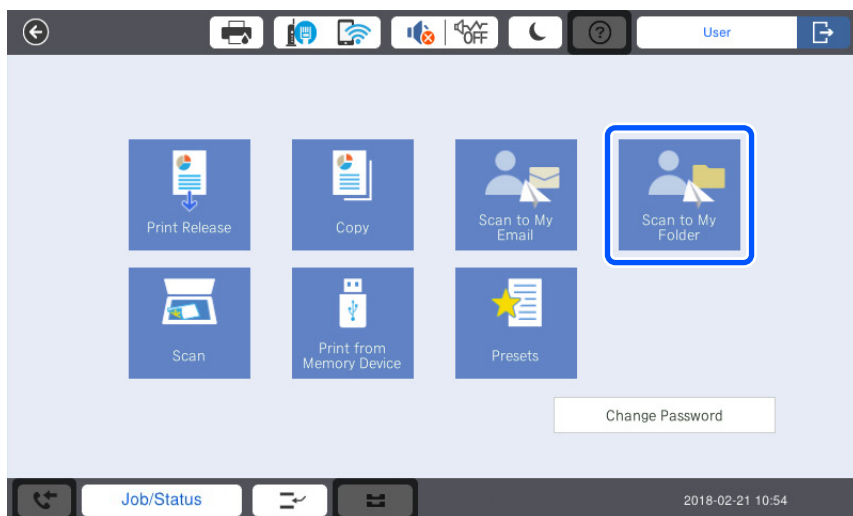 OFF
User
Print Release
Copy
Scan to My
Email
Scan to My
Folder
Scan
Print from
Memory Device
Presets
Change Password
Job/Status
2018-02-21 10:54